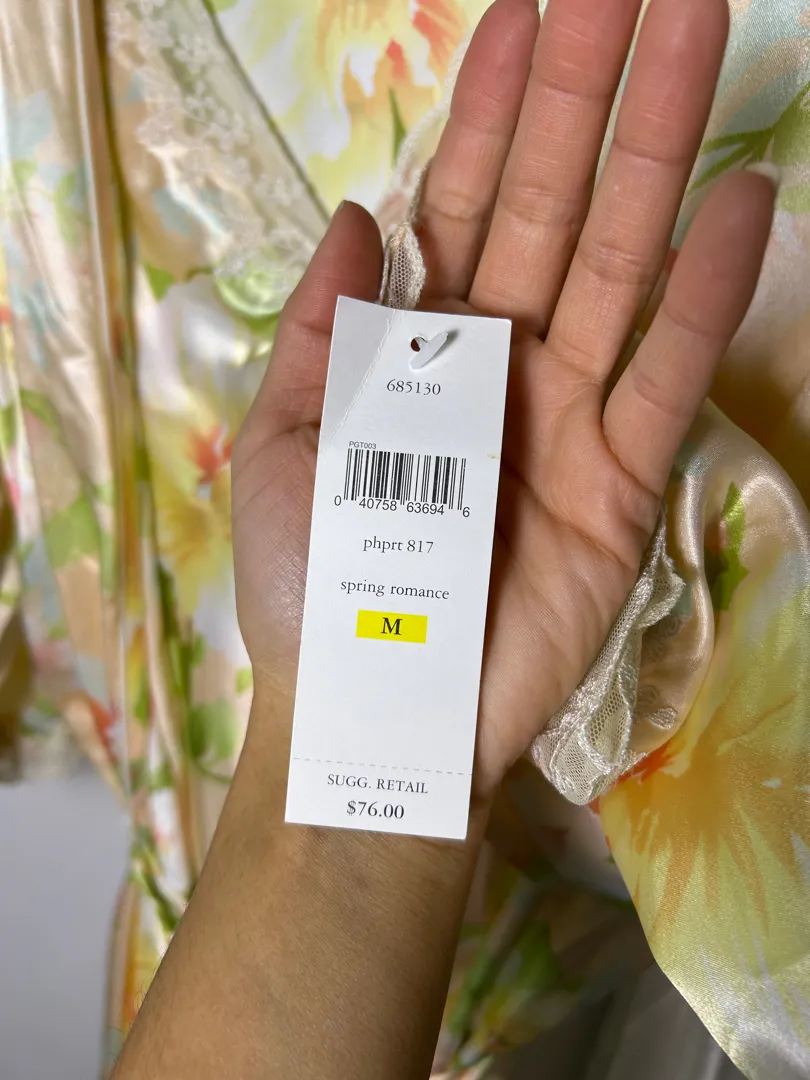 685130
PGT003
0 40758 63694 6
phprt 817
spring romance
M
SUGG. RETAIL
$76.00